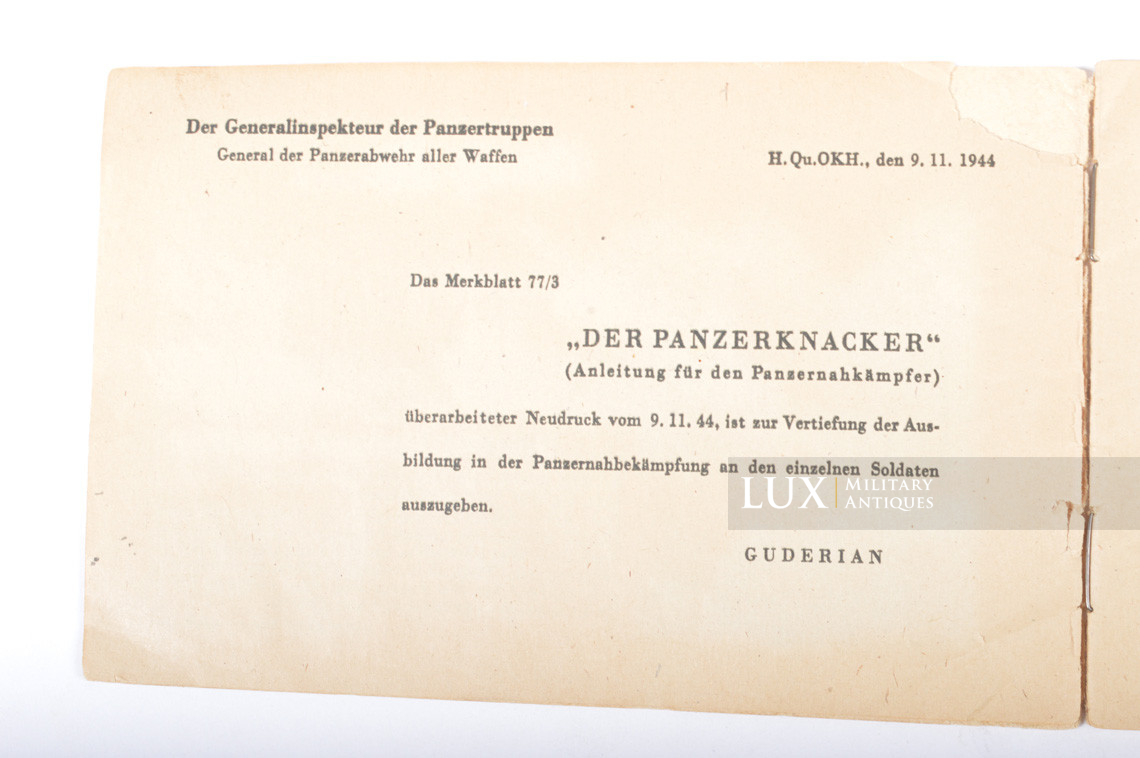 Der Generalinspekteur der Panzertruppen
General der Panzerabwehr aller Waffen
H.Qu.OKH., den 9. 11. 1944
Das Merkblatt 77/3
„DER PANZERKNACKER“
(Anleitung für den Panzernahkämpfer)
überarbeiteter Neudruck vom 9. 11. 44, ist zur Vertiefung der Aus-
bildung in der Panzernahbekämpfung an den einzelnen Soldaten
auszugeben.
LUX MILITARY
ANTIQUES
GUDERIAN